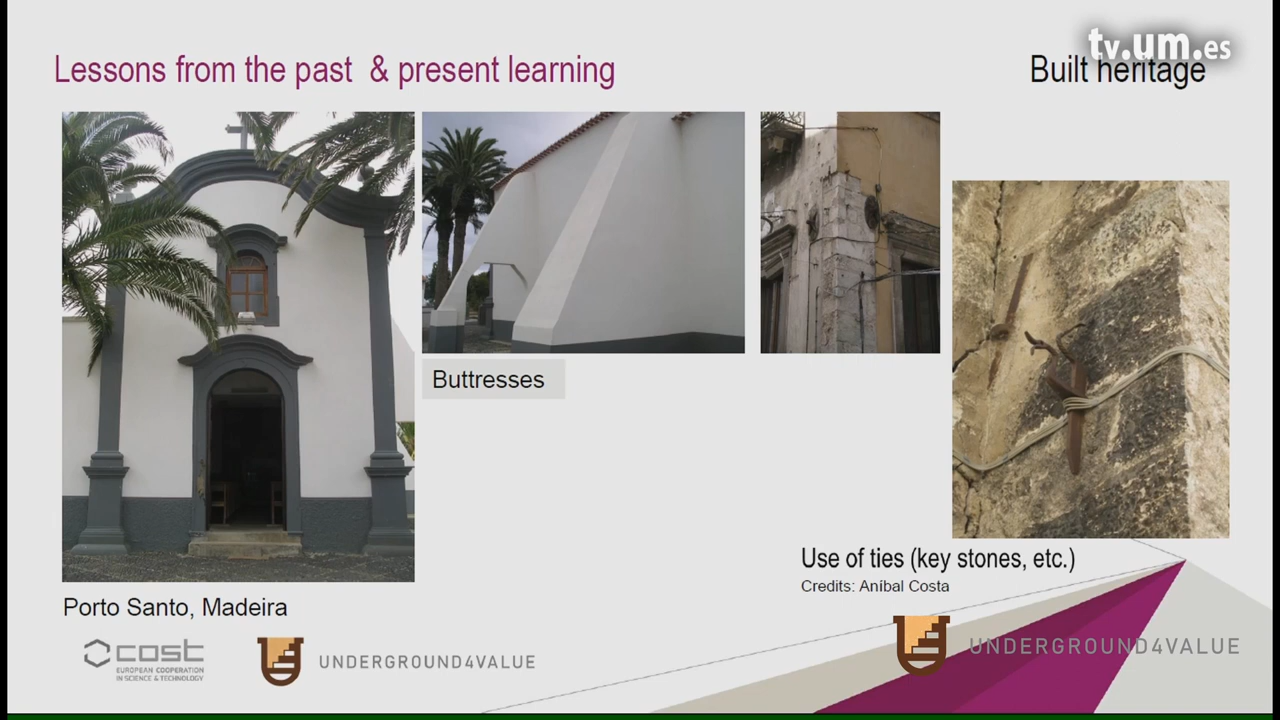 tv.um.es
Lessons from the past & present learning
Built heritage
Buttresses
Use of ties (key stones, etc.)
Credits: Aníbal Costa
Porto Santo, Madeira
cost
EUROPEAN COOPERATION
IN SCIENCE & TECHNOLOGY
UNDERGROUND4VALUE
UNDERGROUND4VALUE